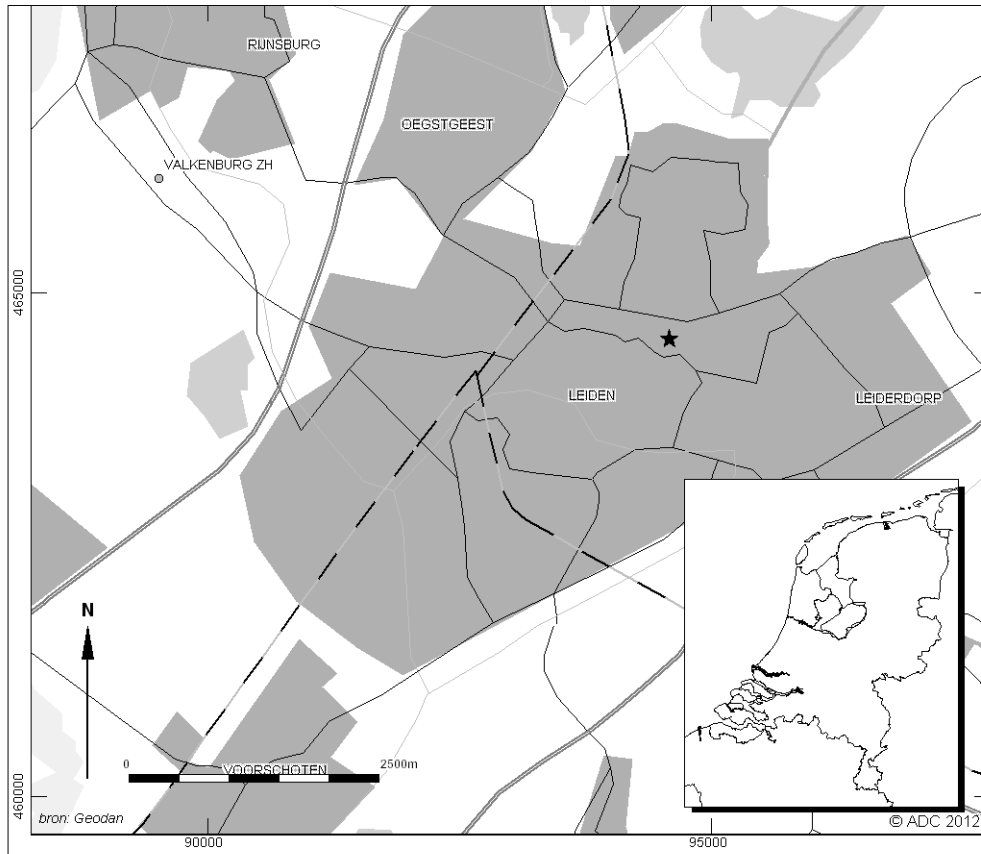 RIJNSBURG
OEGSTGEEST
VALKENBURG ZH
465000
LEIDEN
LEIDERDORP
N
0
2500m
VOORSCHOTEN
460000
bron: Geodan
© ADC 2012
90000
95000